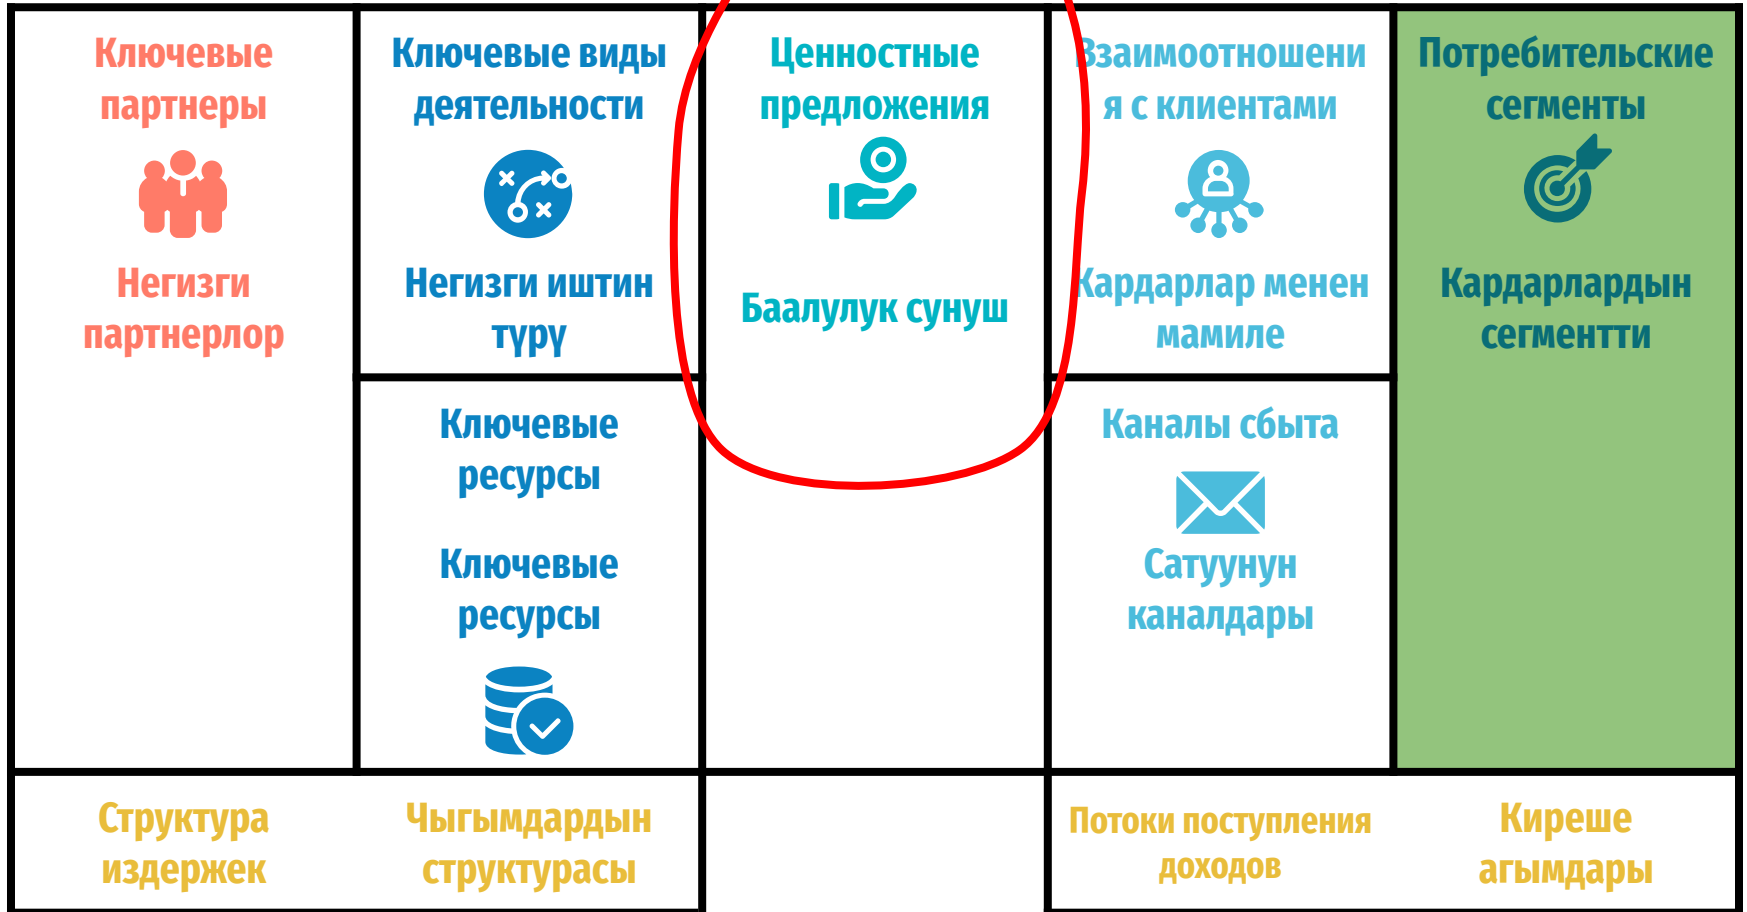 Ключевые
партнеры
Негизги
партнерлор
Ключевые виды
деятельности
Негизги иштин
түрү
Ключевые
ресурсы
Ключевые
ресурсы
Ценностные
предложения
Баалулук сунуш
Взаимоотношени
я с клиентами
Кардарлар менен
мамиле
Каналы сбыта
Сатуунун
каналдары
Потребительские
сегменты
Кардарлардын
сегментти
Структура
издержек
Чыгымдардын
структурасы
Потоки поступления
доходов
Киреше
агымдары